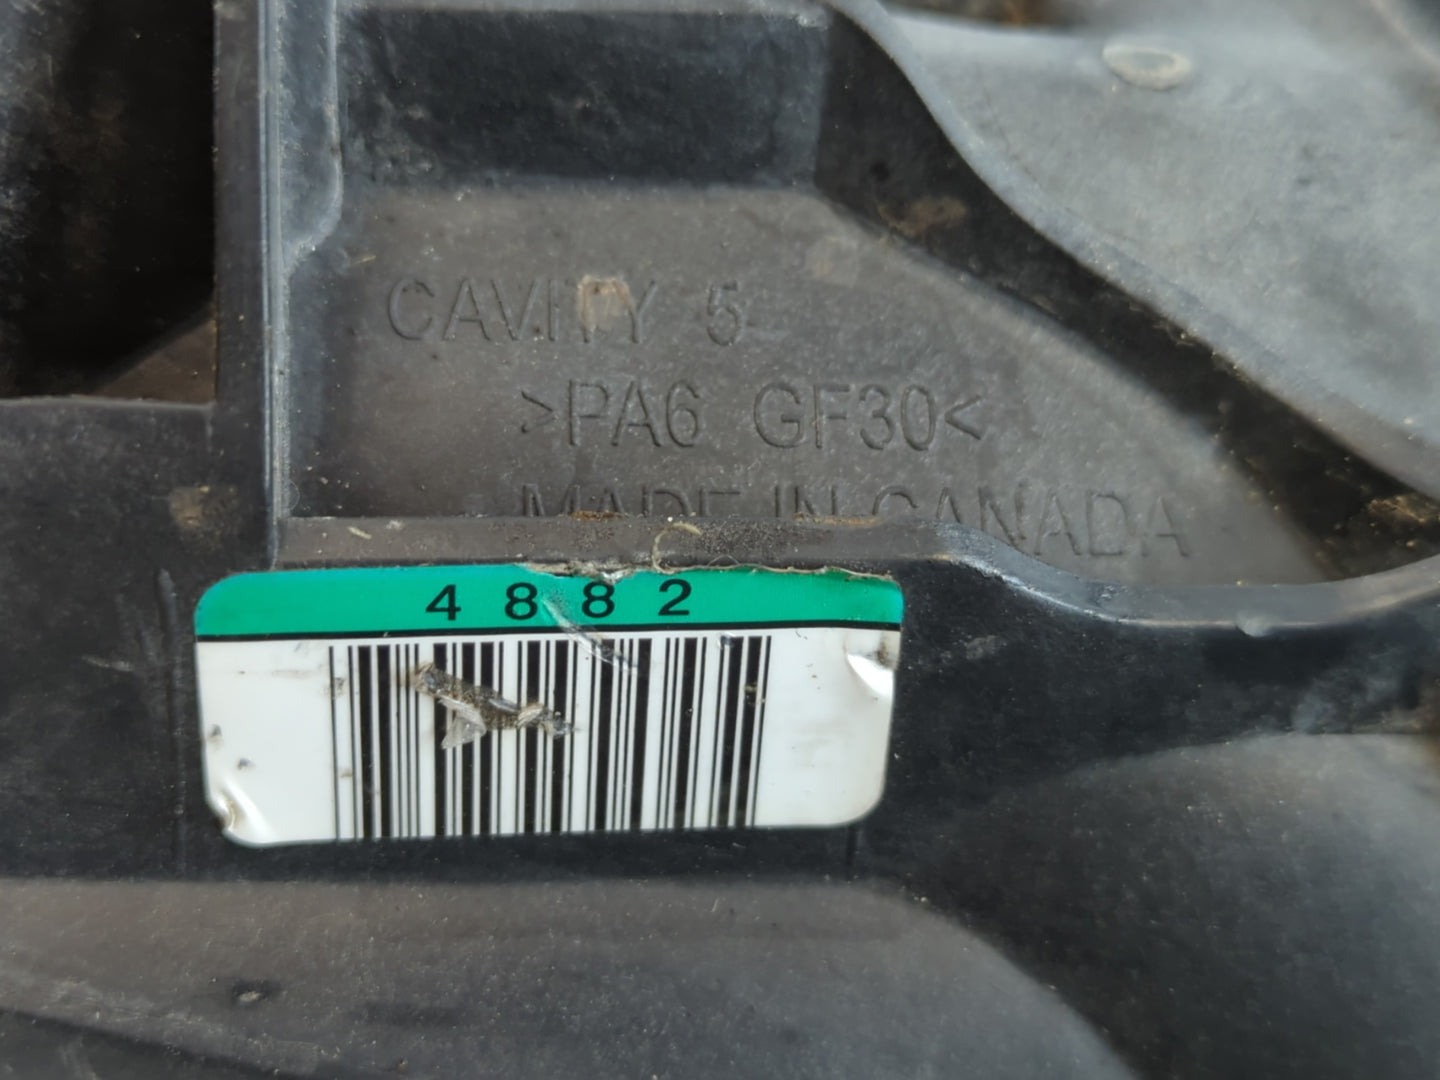 CAVITY 5
>PA6 GF30<
MADE IN CANADA
4882